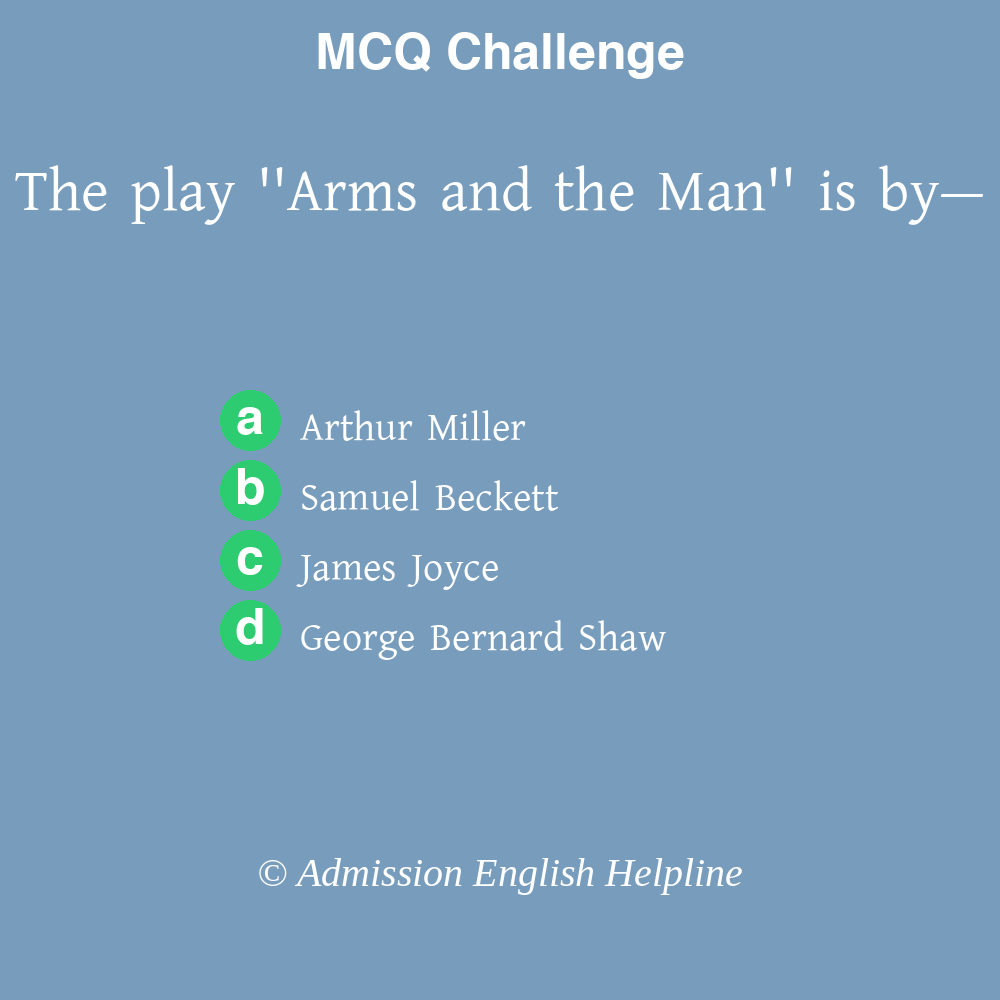 MCQ Challenge
The play "Arms and the Man" is by—
a Arthur Miller
b Samuel Beckett
c James Joyce
d George Bernard Shaw
© Admission English Helpline